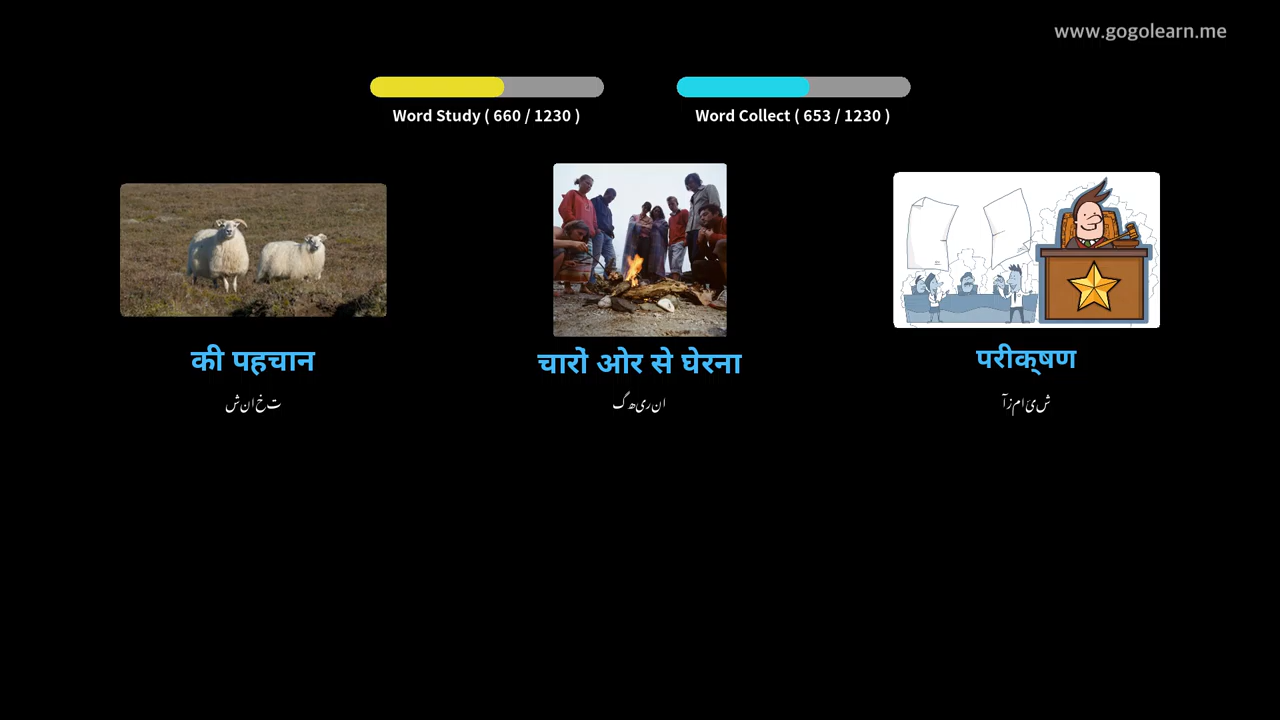 www.gogolearn.me
Word Study ( 660 / 1230 )
Word Collect ( 653 / 1230 )
की पहचान
चारों ओर से घेरना
परीक्‌षण
شناخت
گھیرنا
آزمائش